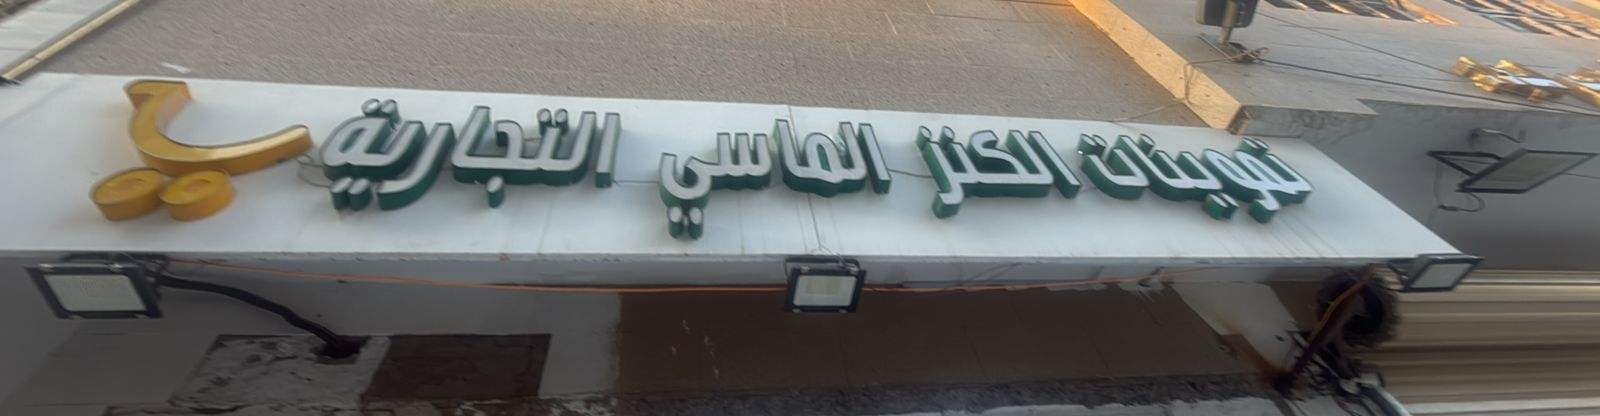 تموينات الكنز الماسي التجارية